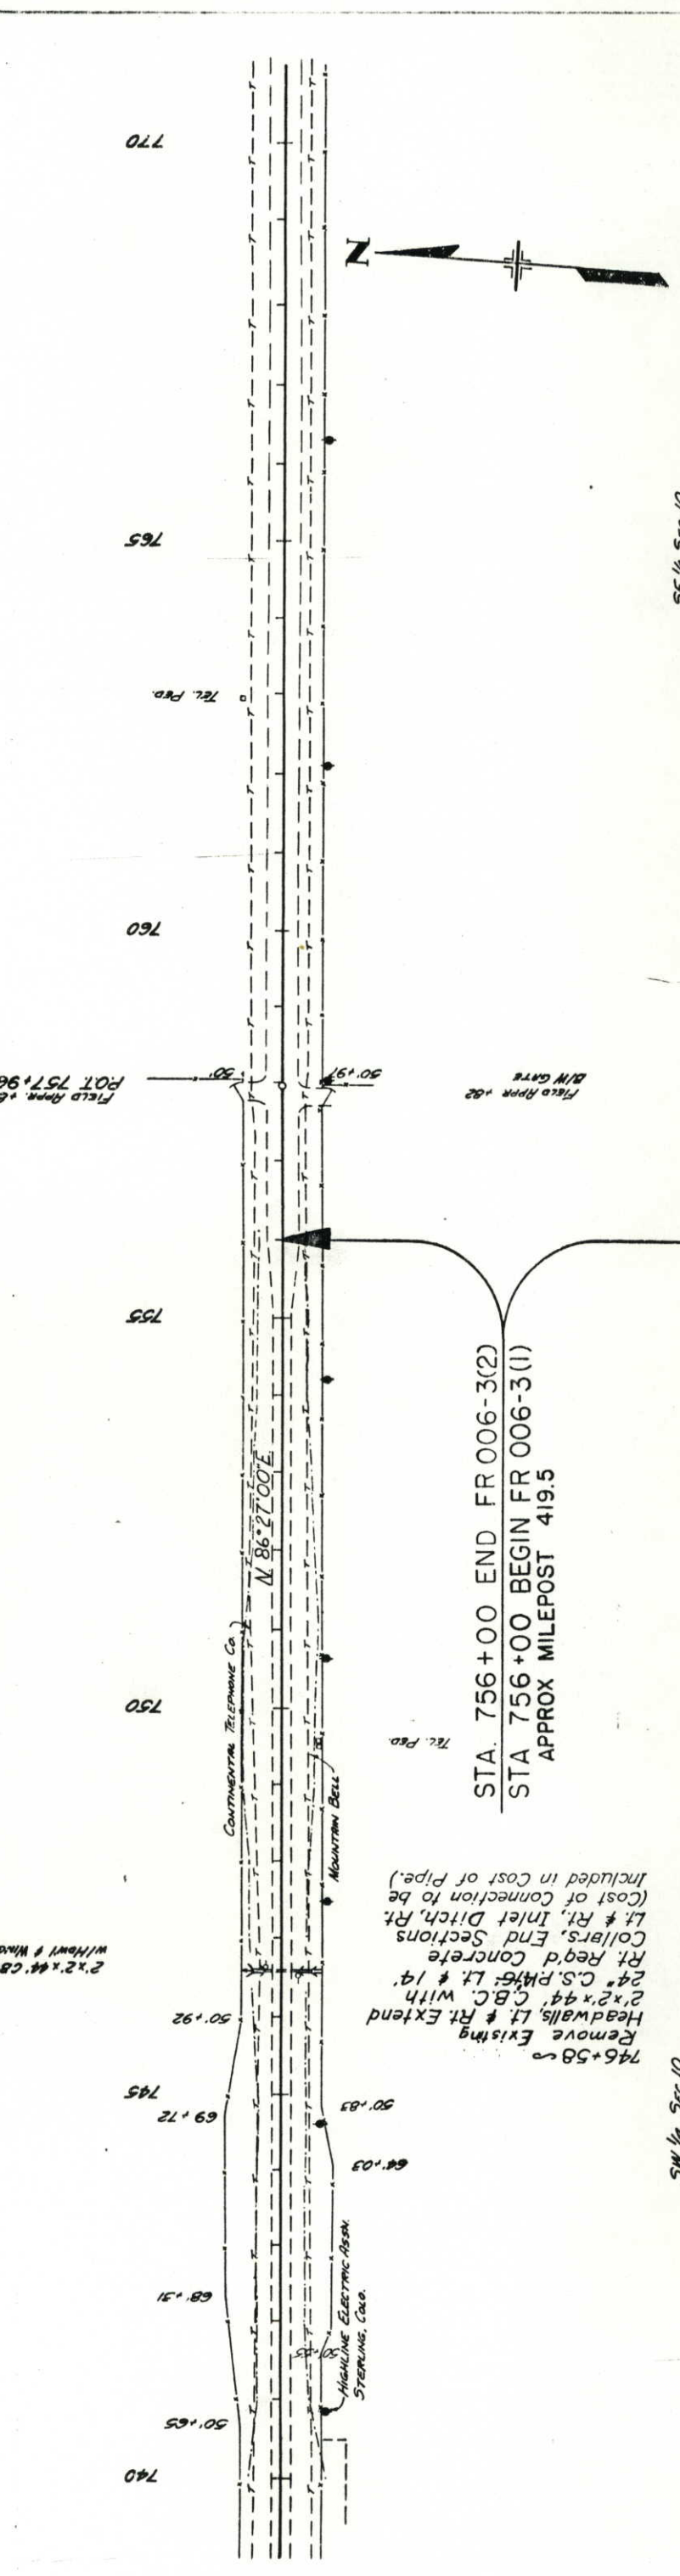 770
N
765
TEL. PED.
760
P.O.T. 757+96
FIELD APPR.
50'
50'+97
FIELD APPR +82
B/W GATE
755
STA. 756+00 END FR 006-3(2)
STA 756+00 BEGIN FR 006-3(1)
APPROX MILEPOST 419.5
N 86°27'00"E
CONTINENTAL TELEPHONE CO.
750
TEL. PED.
MOUNTAIN BELL
746+58
Remove Existing
Headwalls, Lt. & Rt. Extend
2'x2'x44' C.B.C. with
24" C.S.P. Lt. & 14'
Rt. Req'd Concrete
Collars, End Sections
Lt. & Rt., Inlet Ditch, Rt.
(Cost of Connection to be
Included in Cost of Pipe.)
2'x2'x44' CB
w/Howl &
50'+92
745
69'+72
50'+83
64'+03
68'+31
50'+55
HIGHLINE ELECTRIC ASSN.
STERLING, COLO.
50'+65
740
SE 1/4 SEC 10
SW 1/4 SEC 10